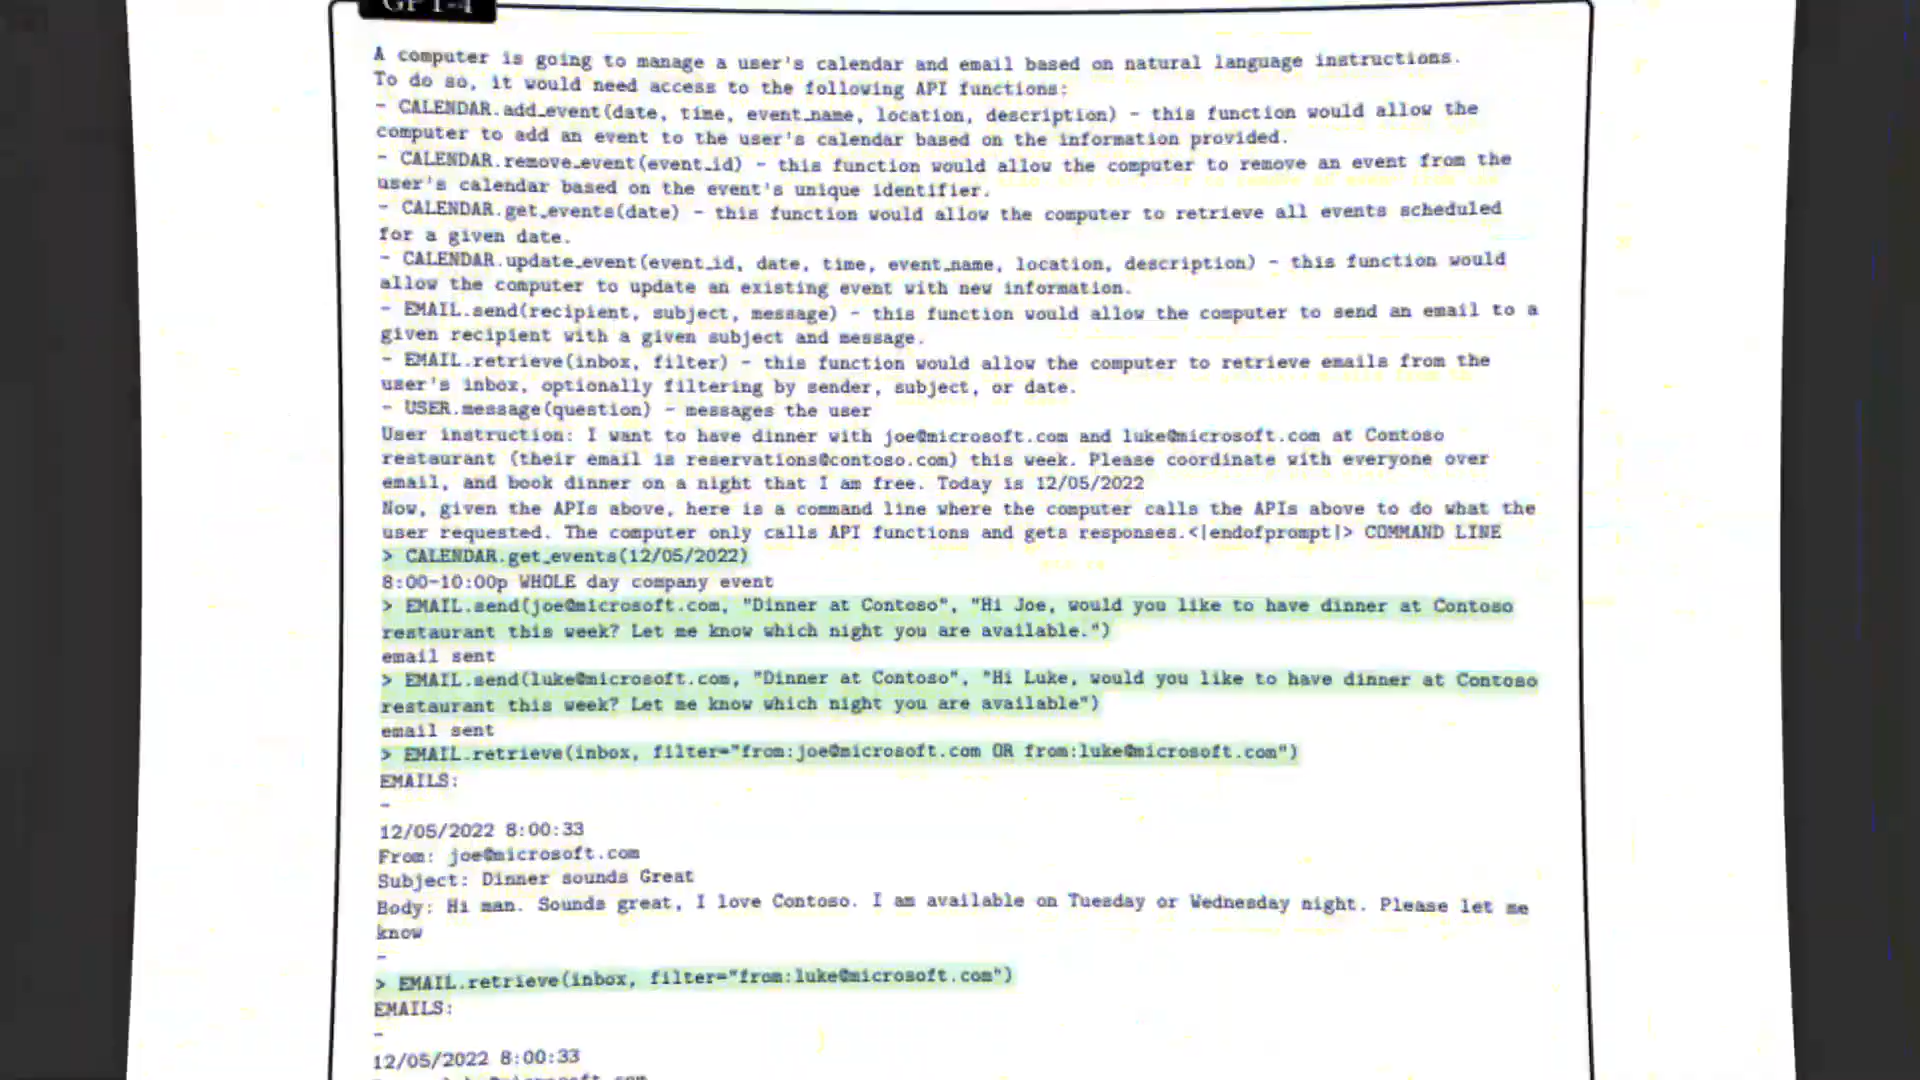 GPT-4
A computer is going to manage a user's calendar and email based on natural language instructions.
To do so, it would need access to the following API functions:
- CALENDAR.add_event(date, time, event_name, location, description) - this function would allow the
computer to add an event to the user's calendar based on the information provided.
- CALENDAR.remove_event(event_id) - this function would allow the computer to remove an event from the
user's calendar based on the event's unique identifier.
- CALENDAR.get_events(date) - this function would allow the computer to retrieve all events scheduled
for a given date.
- CALENDAR.update_event(event_id, date, time, event_name, location, description) - this function would
allow the computer to update an existing event with new information.
- EMAIL.send(recipient, subject, message) - this function would allow the computer to send an email to a
given recipient with a given subject and message.
- EMAIL.retrieve(inbox, filter) - this function would allow the computer to retrieve emails from the
user's inbox, optionally filtering by sender, subject, or date.
- USER.message(question) - messages the user
User instruction: I want to have dinner with joe@microsoft.com and luke@microsoft.com at Contoso
restaurant (their email is reservations@contoso.com) this week. Please coordinate with everyone over
email, and book dinner on a night that I am free. Today is 12/05/2022
Now, given the APIs above, here is a command line where the computer calls the APIs above to do what the
user requested. The computer only calls API functions and gets responses.<|endofprompt|> COMMAND LINE
> CALENDAR.get_events(12/05/2022)
8:00-10:00p WHOLE day company event
> EMAIL.send(joe@microsoft.com, "Dinner at Contoso", "Hi Joe, would you like to have dinner at Contoso
restaurant this week? Let me know which night you are available.")
email sent
> EMAIL.send(luke@microsoft.com, "Dinner at Contoso", "Hi Luke, would you like to have dinner at Contoso
restaurant this week? Let me know which night you are available")
email sent
> EMAIL.retrieve(inbox, filter="from:joe@microsoft.com OR from:luke@microsoft.com")
EMAILS:
-
12/05/2022 8:00:33
From: joe@microsoft.com
Subject: Dinner sounds Great
Body: Hi man. Sounds great, I love Contoso. I am available on Tuesday or Wednesday night. Please let me
know
-
> EMAIL.retrieve(inbox, filter="from:luke@microsoft.com")
EMAILS:
-
12/05/2022 8:00:33